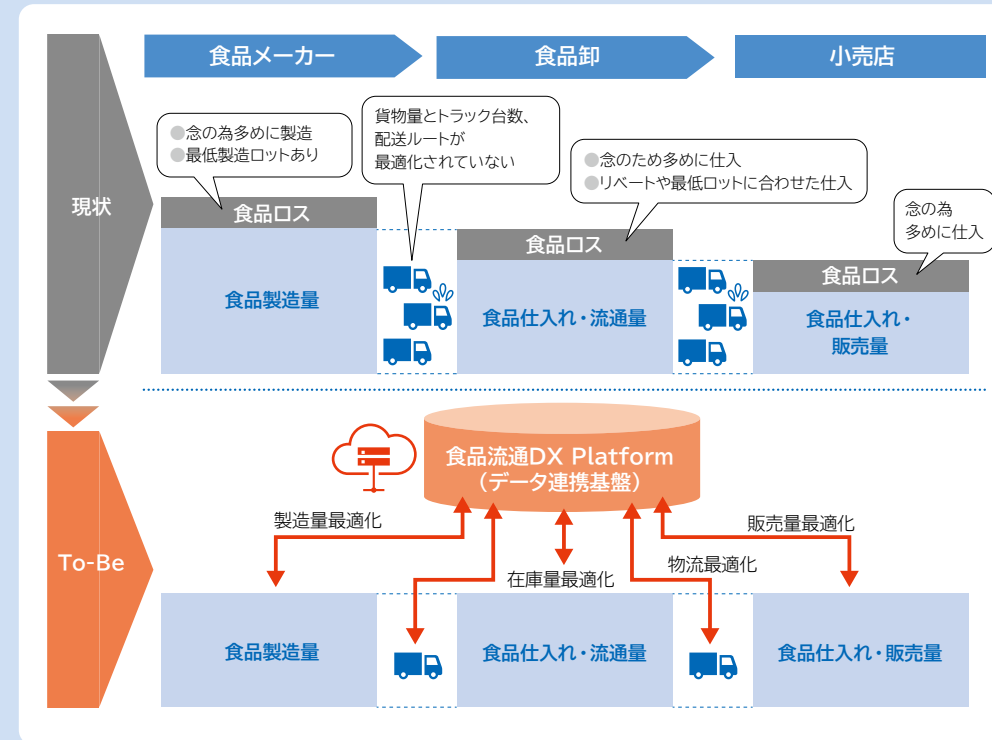 食品メーカー
食品卸
小売店
現状
●念の為多めに製造
●最低製造ロットあり
貨物量とトラック台数、
配送ルートが
最適化されていない
●念のため多めに仕入
●リベートや最低ロットに合わせた仕入
念の為
多めに仕入
食品ロス
食品製造量
食品ロス
食品仕入れ・流通量
食品ロス
食品仕入れ・
販売量
To-Be
食品流通DX Platform
（データ連携基盤）
製造量最適化
在庫量最適化
物流最適化
販売量最適化
食品製造量
食品仕入れ・流通量
食品仕入れ・販売量